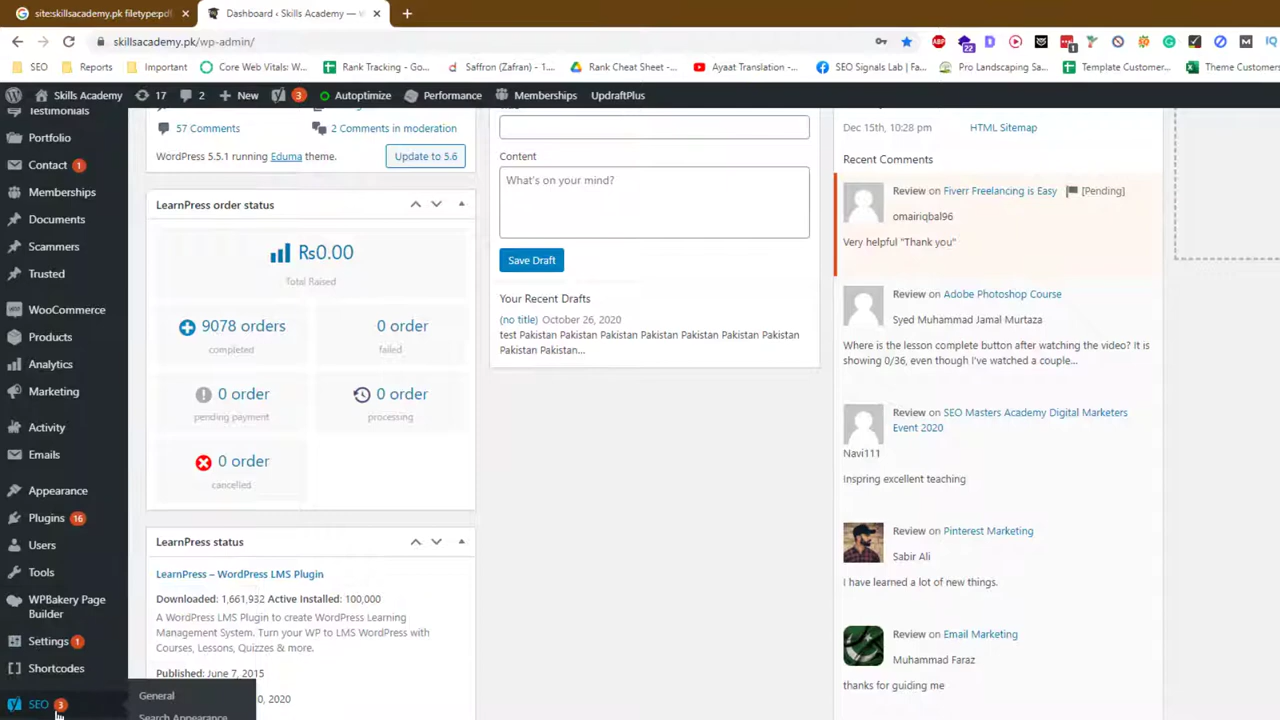 site:skillsacademy.pk filetype:pdf
Dashboard ‹ Skills Academy — W
skillsacademy.pk/wp-admin/
22
1
SEO
Reports
Important
Core Web Vitals: W...
Rank Tracking - Go...
Saffron (Zafran) - 1...
Rank Cheat Sheet -...
Ayaat Translation -...
SEO Signals Lab | Fa...
Pro Landscaping Sa...
Template Customer...
Theme Customers
Skills Academy
17
2
New
3
Autoptimize
Performance
Memberships
UpdraftPlus
Testimonials
Portfolio
Contact 1
Memberships
Documents
Scammers
Trusted
WooCommerce
Products
Analytics
Marketing
Activity
Emails
Appearance
Plugins 16
Users
Tools
WPBakery Page
Builder
Settings 1
Shortcodes
SEO 3
General
Search Appearance
57 Comments
2 Comments in moderation
WordPress 5.5.1 running Eduma theme.
Update to 5.6
LearnPress order status
Rs0.00
Total Raised
9078 orders
completed
0 order
failed
0 order
pending payment
0 order
processing
0 order
cancelled
LearnPress status
LearnPress – WordPress LMS Plugin
Downloaded: 1,661,932 Active Installed: 100,000
A WordPress LMS Plugin to create WordPress Learning
Management System. Turn your WP to LMS WordPress with
Courses, Lessons, Quizzes & more.
Published: June 7, 2015
0, 2020
Content
What's on your mind?
Save Draft
Your Recent Drafts
(no title) October 26, 2020
test Pakistan Pakistan Pakistan Pakistan Pakistan Pakistan Pakistan
Pakistan Pakistan...
Dec 15th, 10:28 pm
HTML Sitemap
Recent Comments
Review on Fiverr Freelancing is Easy [Pending]
omairiqbal96
Very helpful "Thank you"
Review on Adobe Photoshop Course
Syed Muhammad Jamal Murtaza
Where is the lesson complete button after watching the video? It is
showing 0/36, even though I've watched a couple...
Review on SEO Masters Academy Digital Marketers
Event 2020
Navi111
Inspring excellent teaching
Review on Pinterest Marketing
Sabir Ali
I have learned a lot of new things.
Review on Email Marketing
Muhammad Faraz
thanks for guiding me